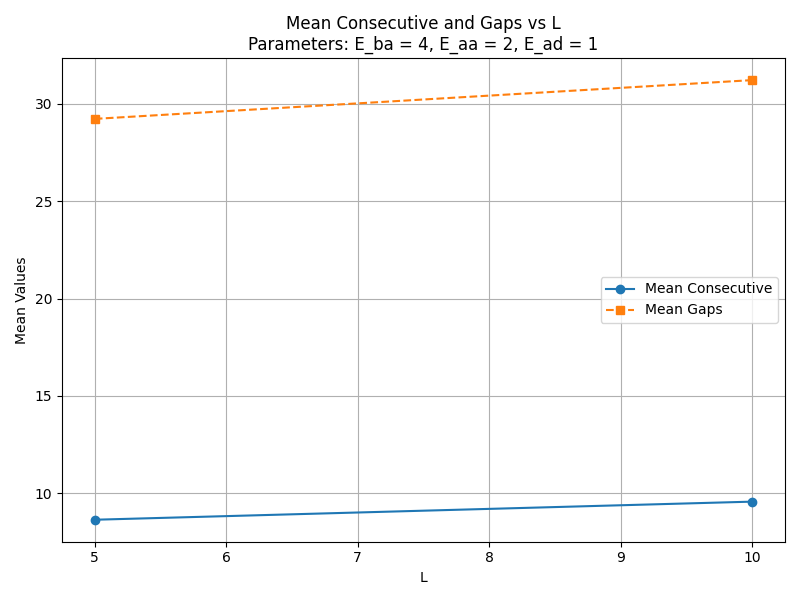 Mean Consecutive and Gaps vs L
Parameters: E_ba = 4, E_aa = 2, E_ad = 1
Mean Values
30
25
20
15
10
Mean Consecutive
Mean Gaps
5
6
7
8
9
10
L